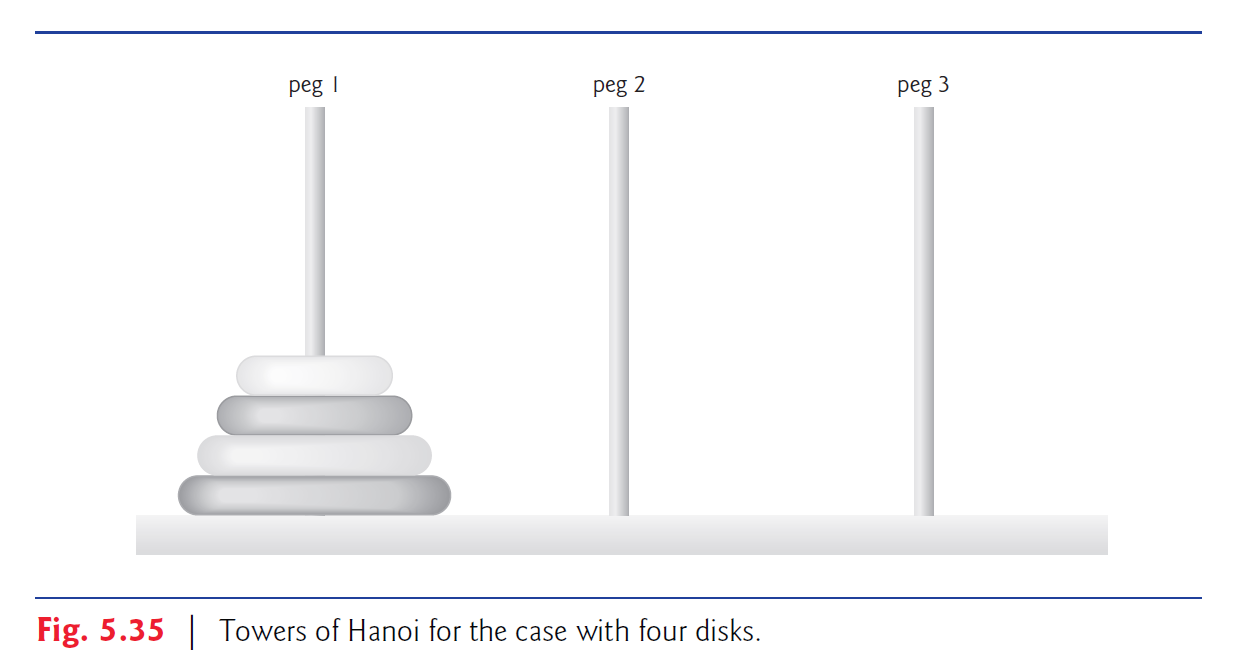 peg 1 peg 2 peg 3
Fig. 5.35 | Towers of Hanoi for the case with four disks.